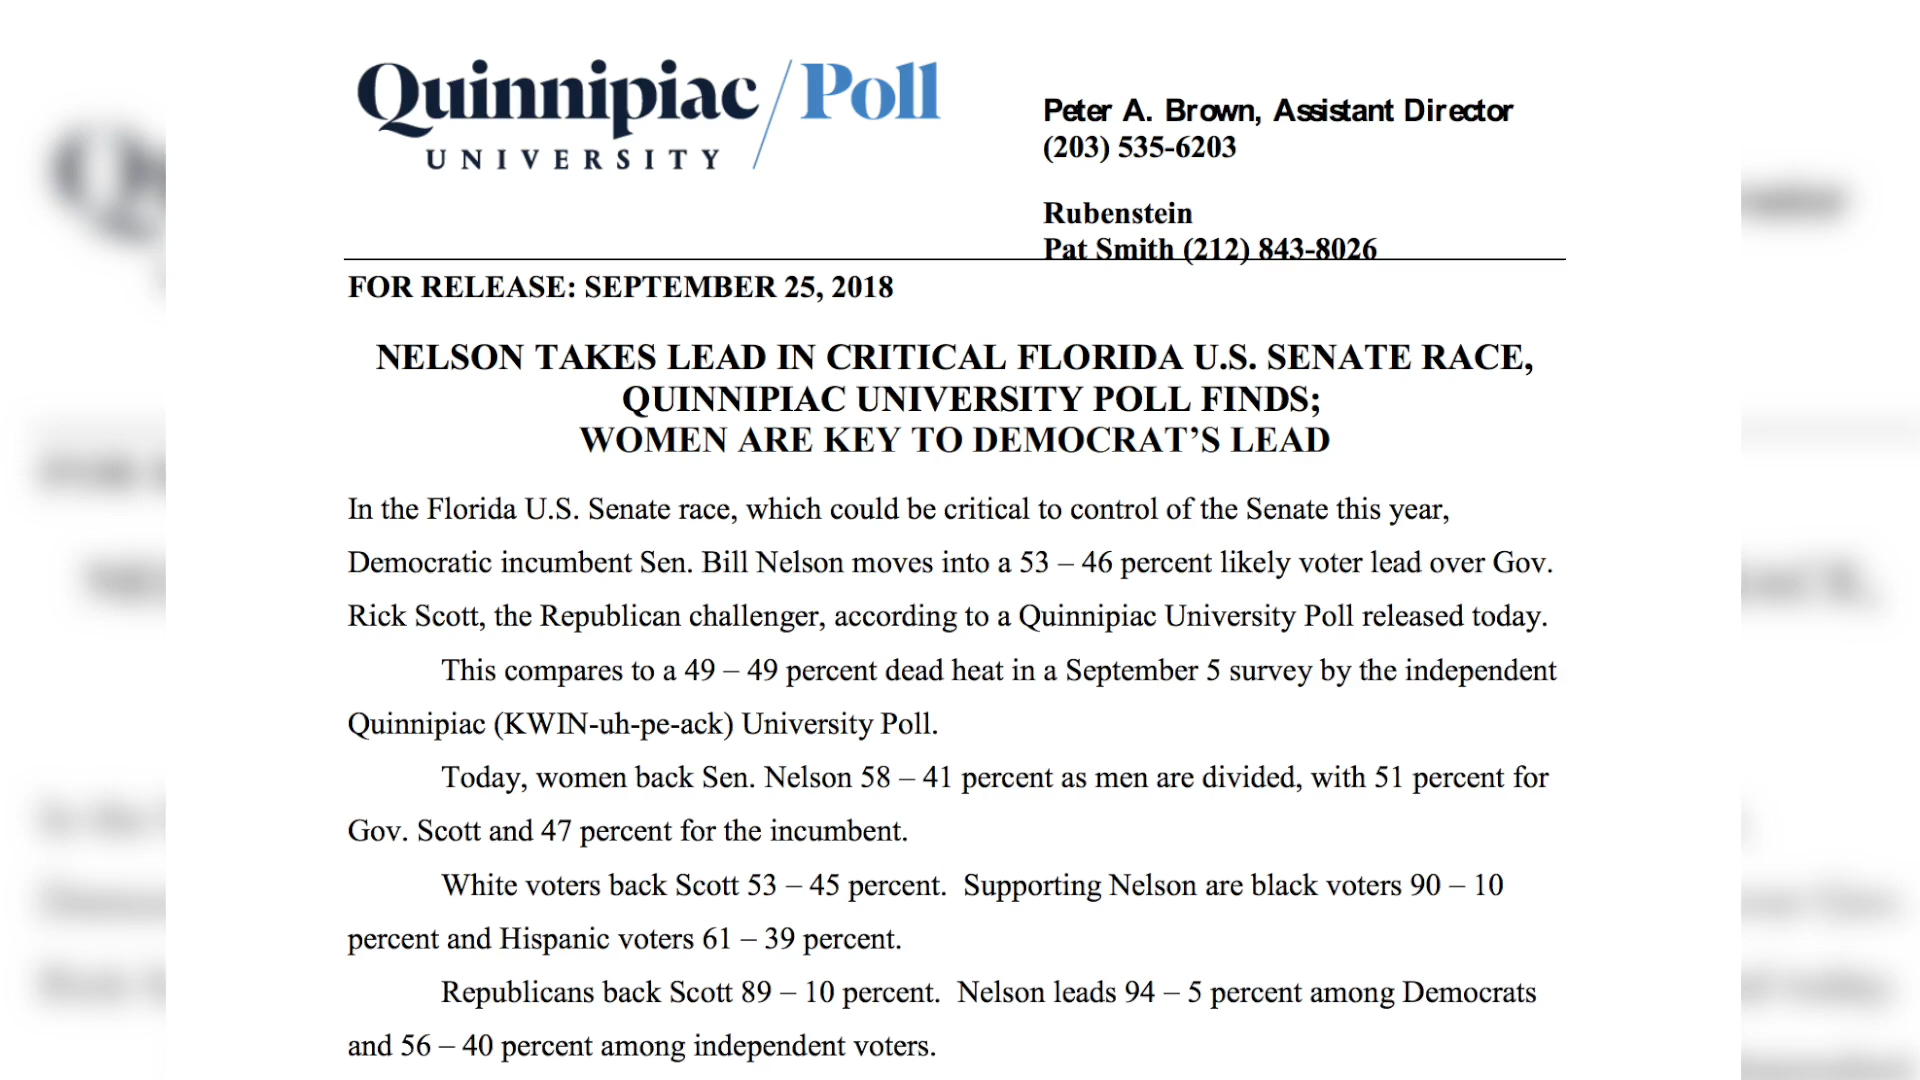 Quinnipiac / Poll
UNIVERSITY
Peter A. Brown, Assistant Director
(203) 535-6203
Rubenstein
Pat Smith (212) 843-8026
FOR RELEASE: SEPTEMBER 25, 2018
NELSON TAKES LEAD IN CRITICAL FLORIDA U.S. SENATE RACE,
QUINNIPIAC UNIVERSITY POLL FINDS;
WOMEN ARE KEY TO DEMOCRAT’S LEAD
In the Florida U.S. Senate race, which could be critical to control of the Senate this year,
Democratic incumbent Sen. Bill Nelson moves into a 53 – 46 percent likely voter lead over Gov.
Rick Scott, the Republican challenger, according to a Quinnipiac University Poll released today.
This compares to a 49 – 49 percent dead heat in a September 5 survey by the independent
Quinnipiac (KWIN-uh-pe-ack) University Poll.
Today, women back Sen. Nelson 58 – 41 percent as men are divided, with 51 percent for
Gov. Scott and 47 percent for the incumbent.
White voters back Scott 53 – 45 percent.  Supporting Nelson are black voters 90 – 10
percent and Hispanic voters 61 – 39 percent.
Republicans back Scott 89 – 10 percent.  Nelson leads 94 – 5 percent among Democrats
and 56 – 40 percent among independent voters.